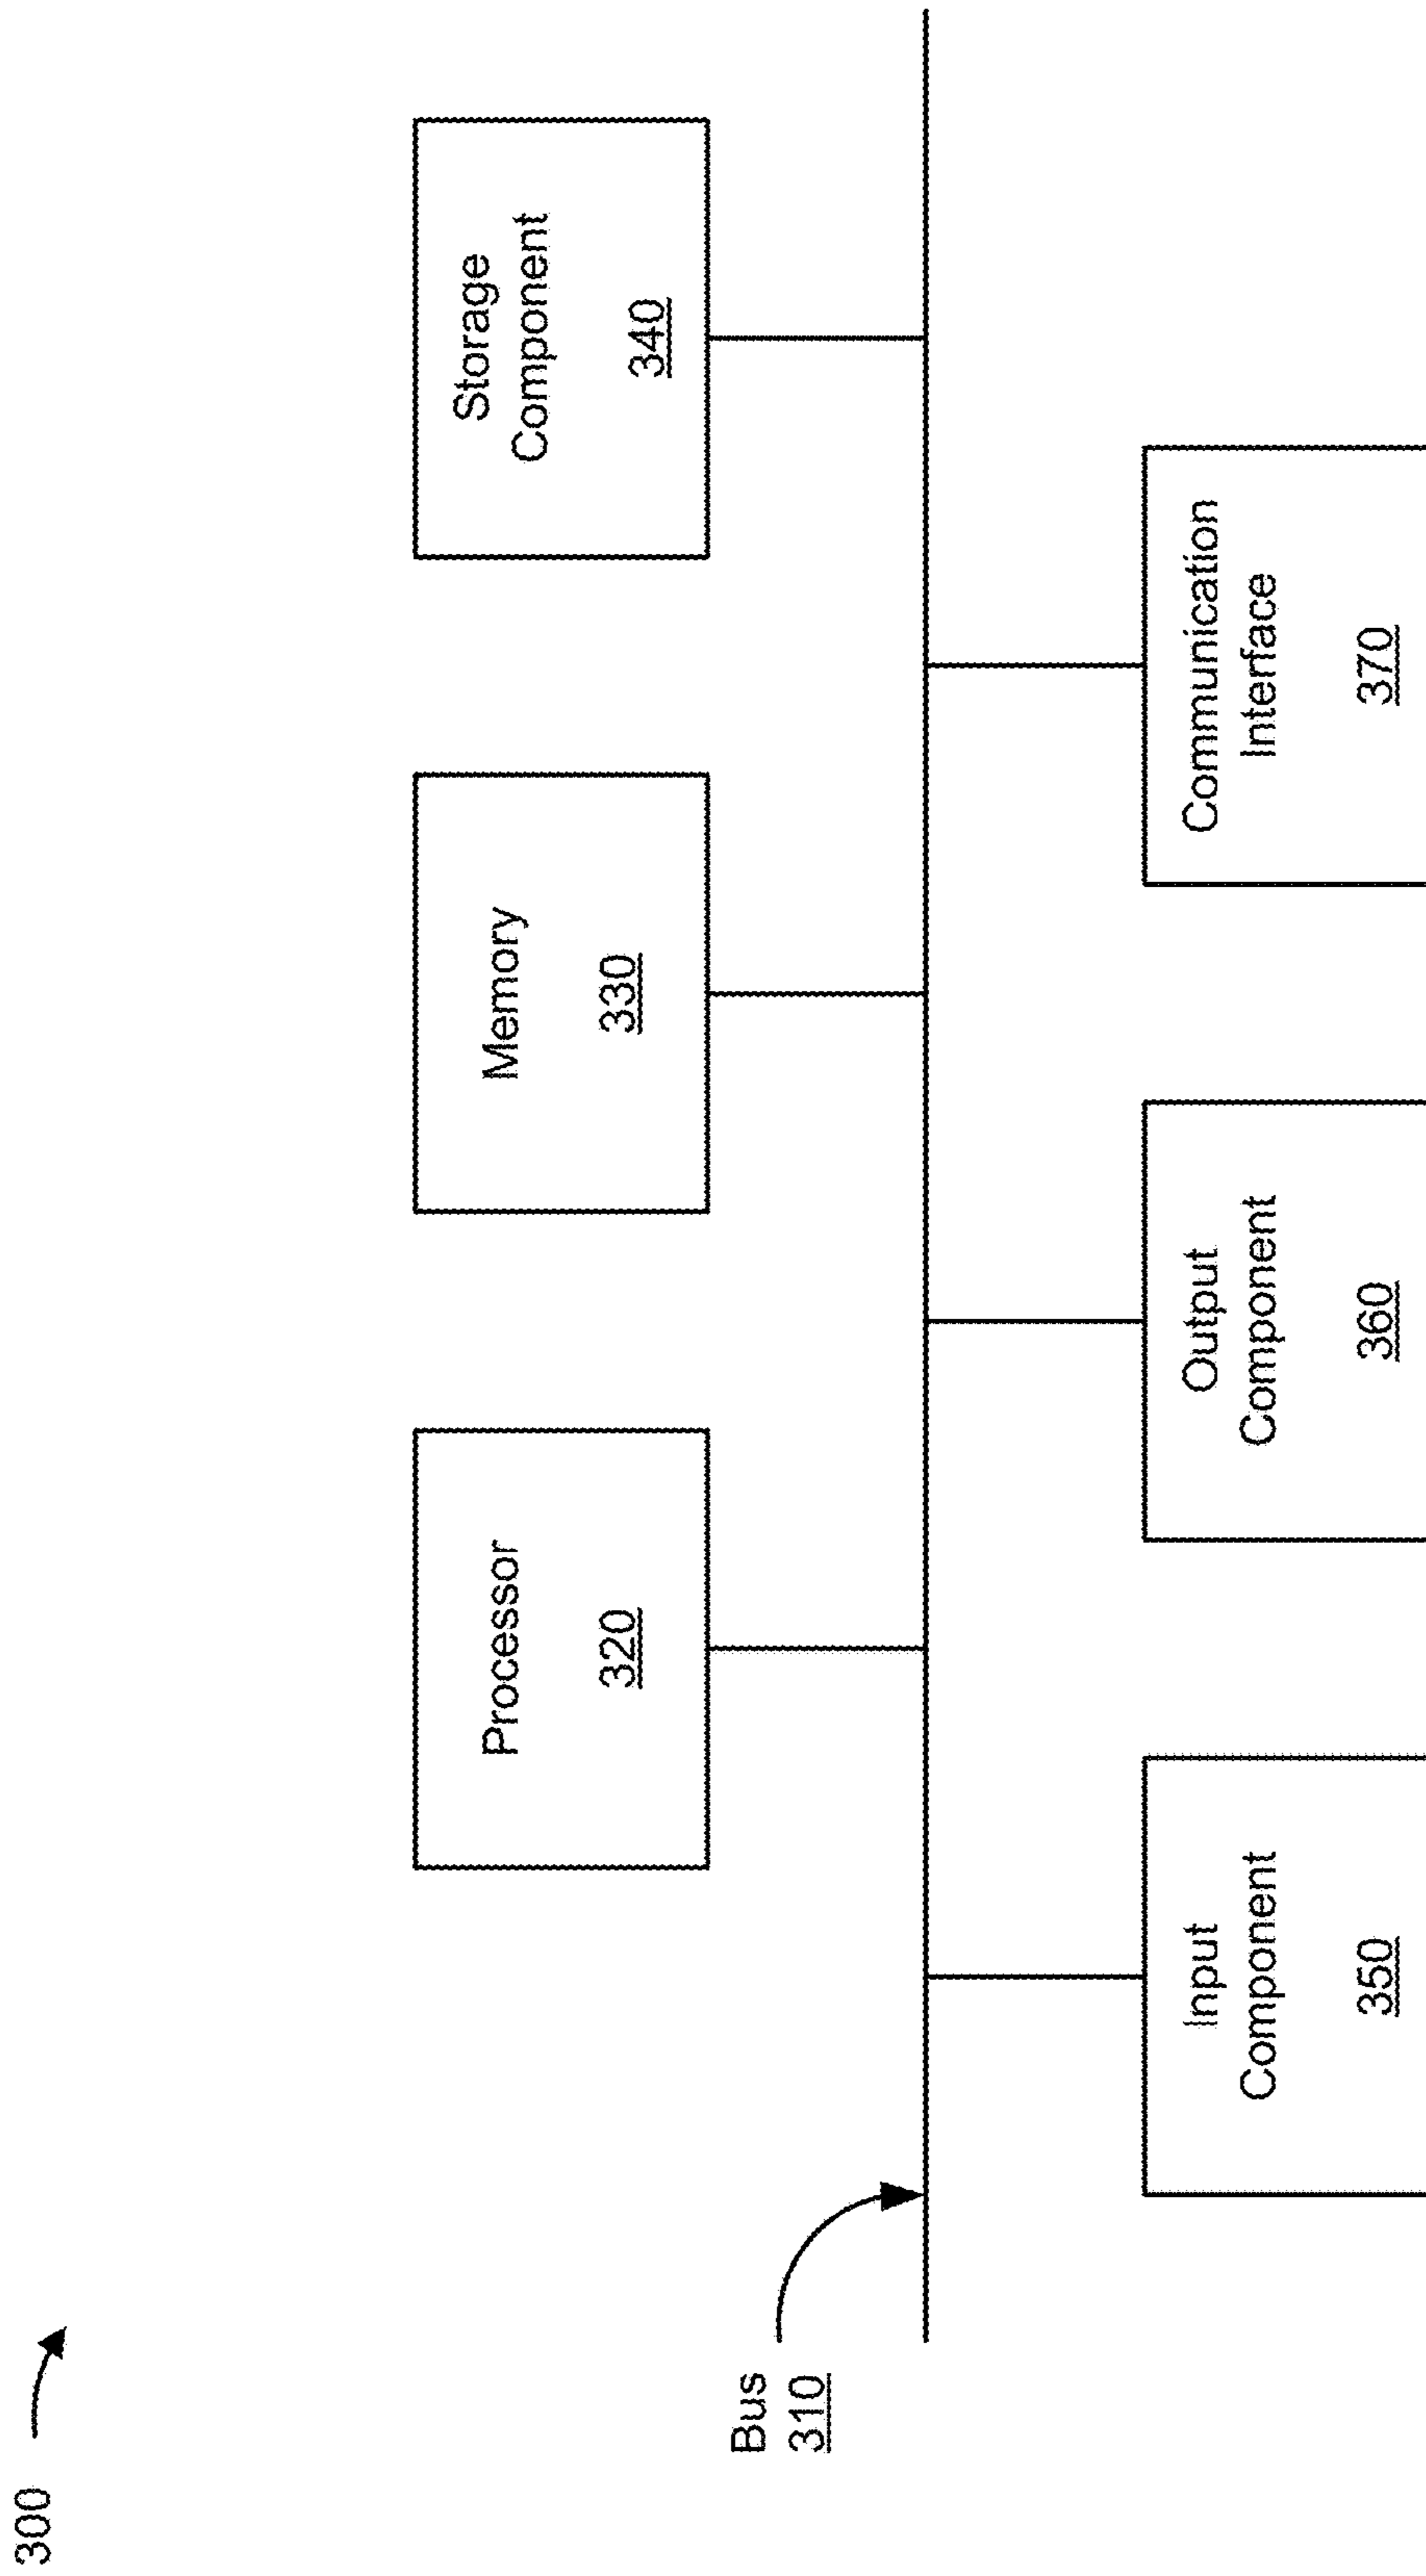 300
Bus
310
Processor
320
Memory
330
Storage
Component
340
Input
Component
350
Output
Component
360
Communication
Interface
370